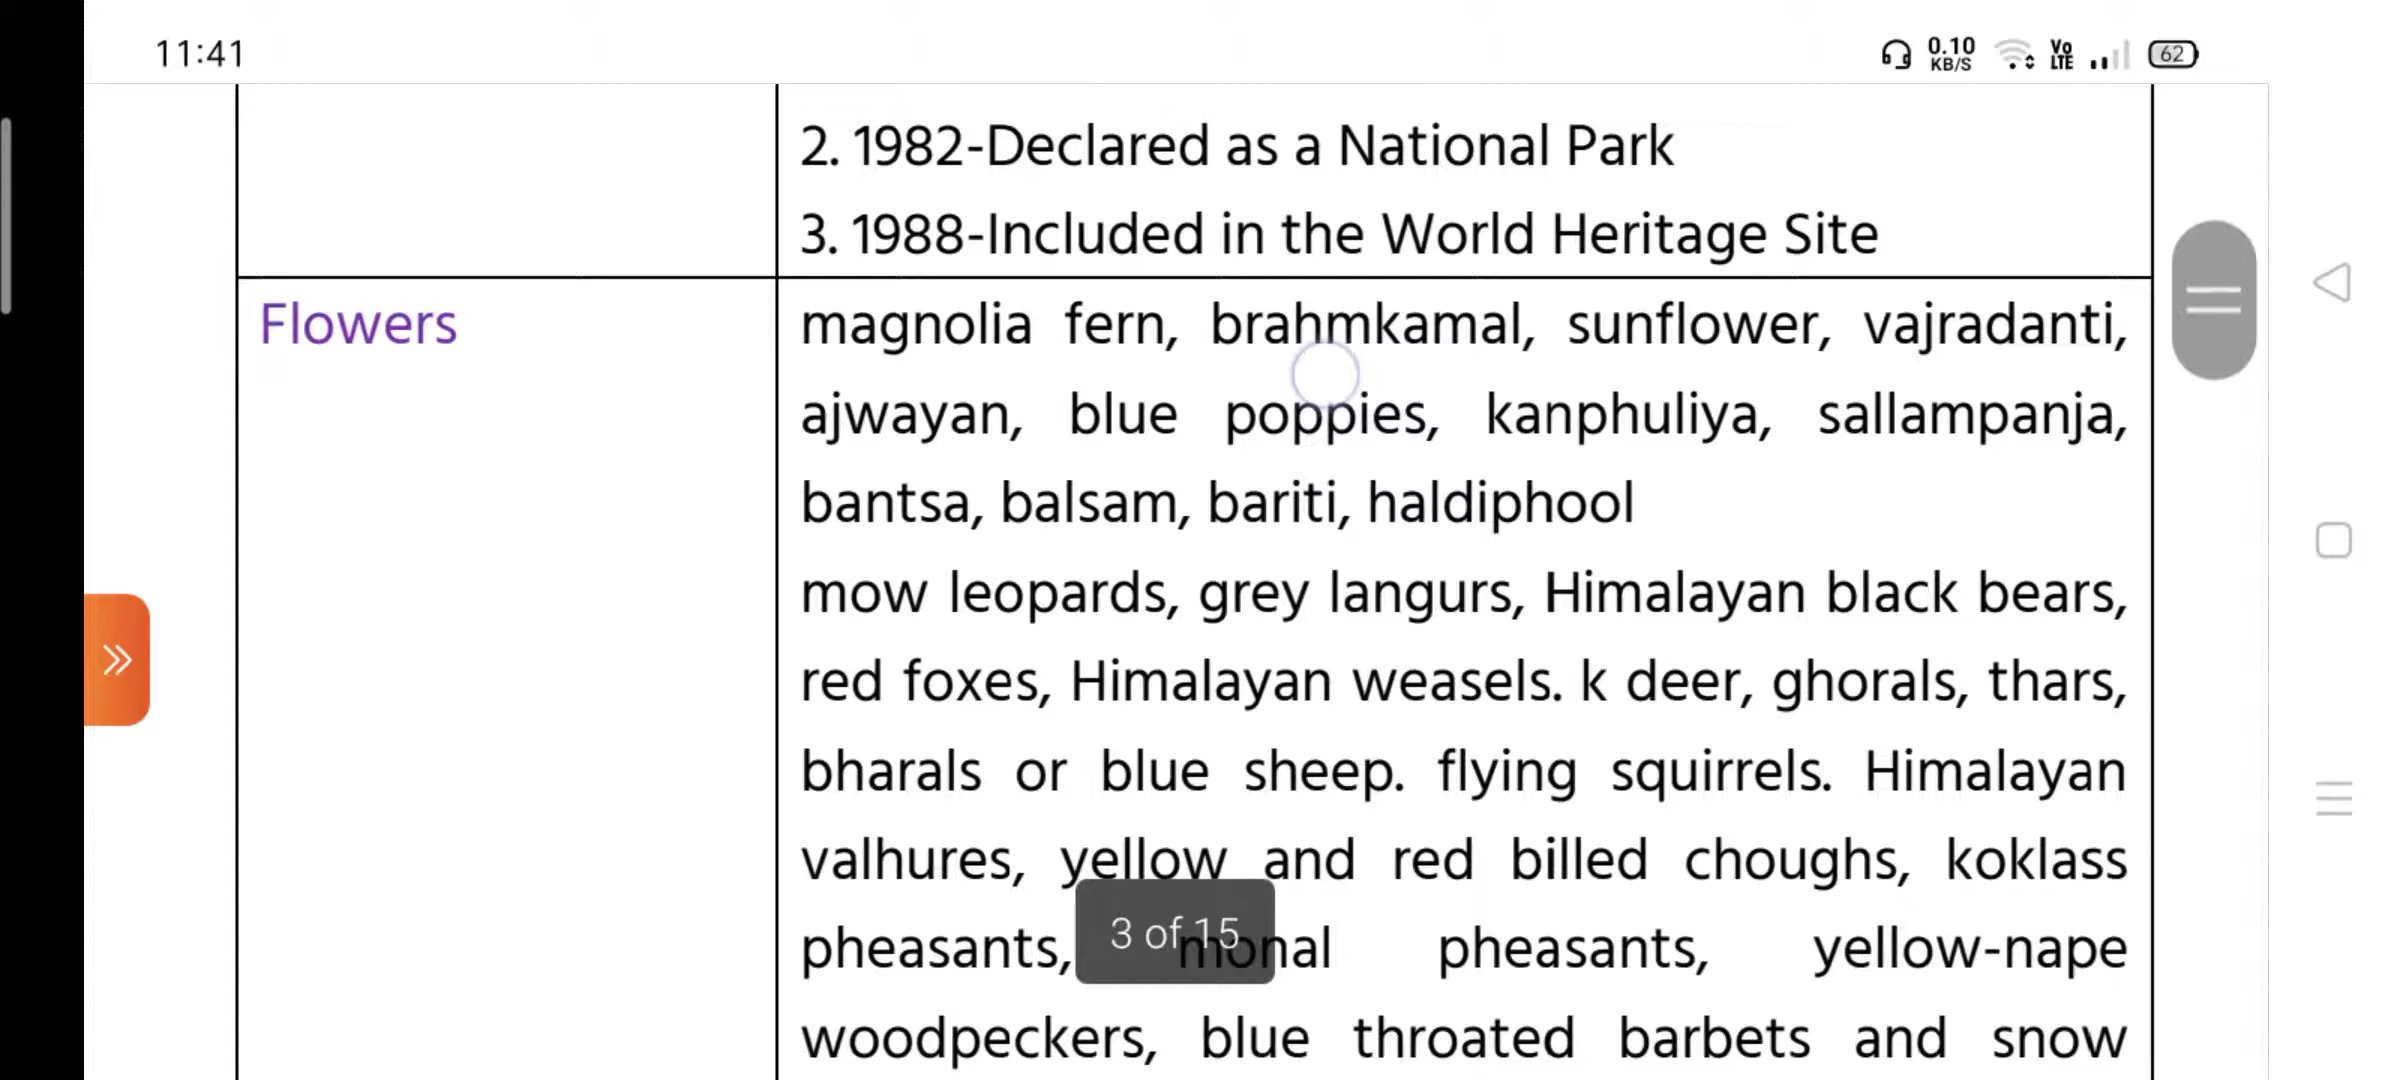 11:41
0.10 KB/S Vo LTE 62
2. 1982-Declared as a National Park
3. 1988-Included in the World Heritage Site
Flowers
magnolia fern, brahmkamal, sunflower, vajradanti,
ajwayan, blue poppies, kanphuliya, sallampanja,
bantsa, balsam, bariti, haldiphool
mow leopards, grey langurs, Himalayan black bears,
red foxes, Himalayan weasels. k deer, ghorals, thars,
bharals or blue sheep. flying squirrels. Himalayan
valhures, yellow and red billed choughs, koklass
pheasants, monal pheasants, yellow-nape
3 of 15
woodpeckers, blue throated barbets and snow